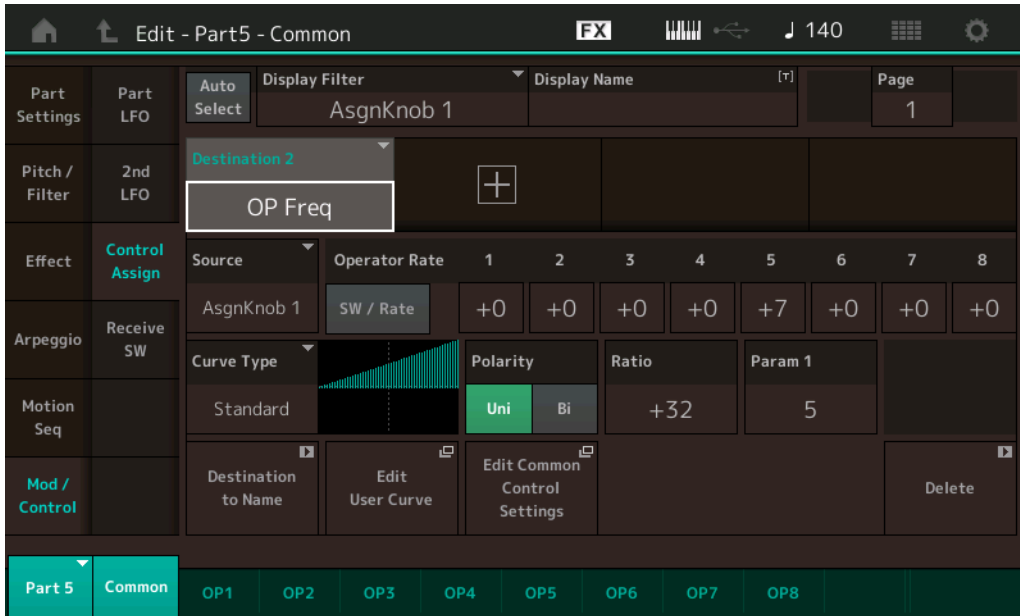 Edit - Part5 - Common
FX
140
Part
Settings
Part
LFO
Auto
Select
Display Filter
AsgnKnob 1
Display Name
[T]
Page
1
Pitch /
Filter
2nd
LFO
Destination 2
OP Freq
Effect
Control
Assign
Source
AsgnKnob 1
Operator Rate 1 2 3 4 5 6 7 8
SW / Rate +0 +0 +0 +0 +7 +0 +0 +0
Arpeggio
Receive
SW
Curve Type
Standard
Polarity
Uni Bi
Ratio
+32
Param 1
5
Motion
Seq
Mod /
Control
Destination
to Name
Edit
User Curve
Edit Common
Control
Settings
Delete
Part 5 Common OP1 OP2 OP3 OP4 OP5 OP6 OP7 OP8